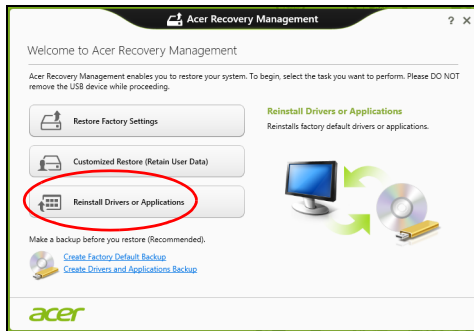 Acer Recovery Management
? X
Welcome to Acer Recovery Management
Acer Recovery Management enables you to restore your system. To begin, select the task you want to perform. Please DO NOT
remove the USB device while proceeding.
Restore Factory Settings
Customized Restore (Retain User Data)
Reinstall Drivers or Applications
Reinstall Drivers or Applications
Reinstalls factory default drivers or applications.
Make a backup before you restore (Recommended).
Create Factory Default Backup
Create Drivers and Applications Backup
acer